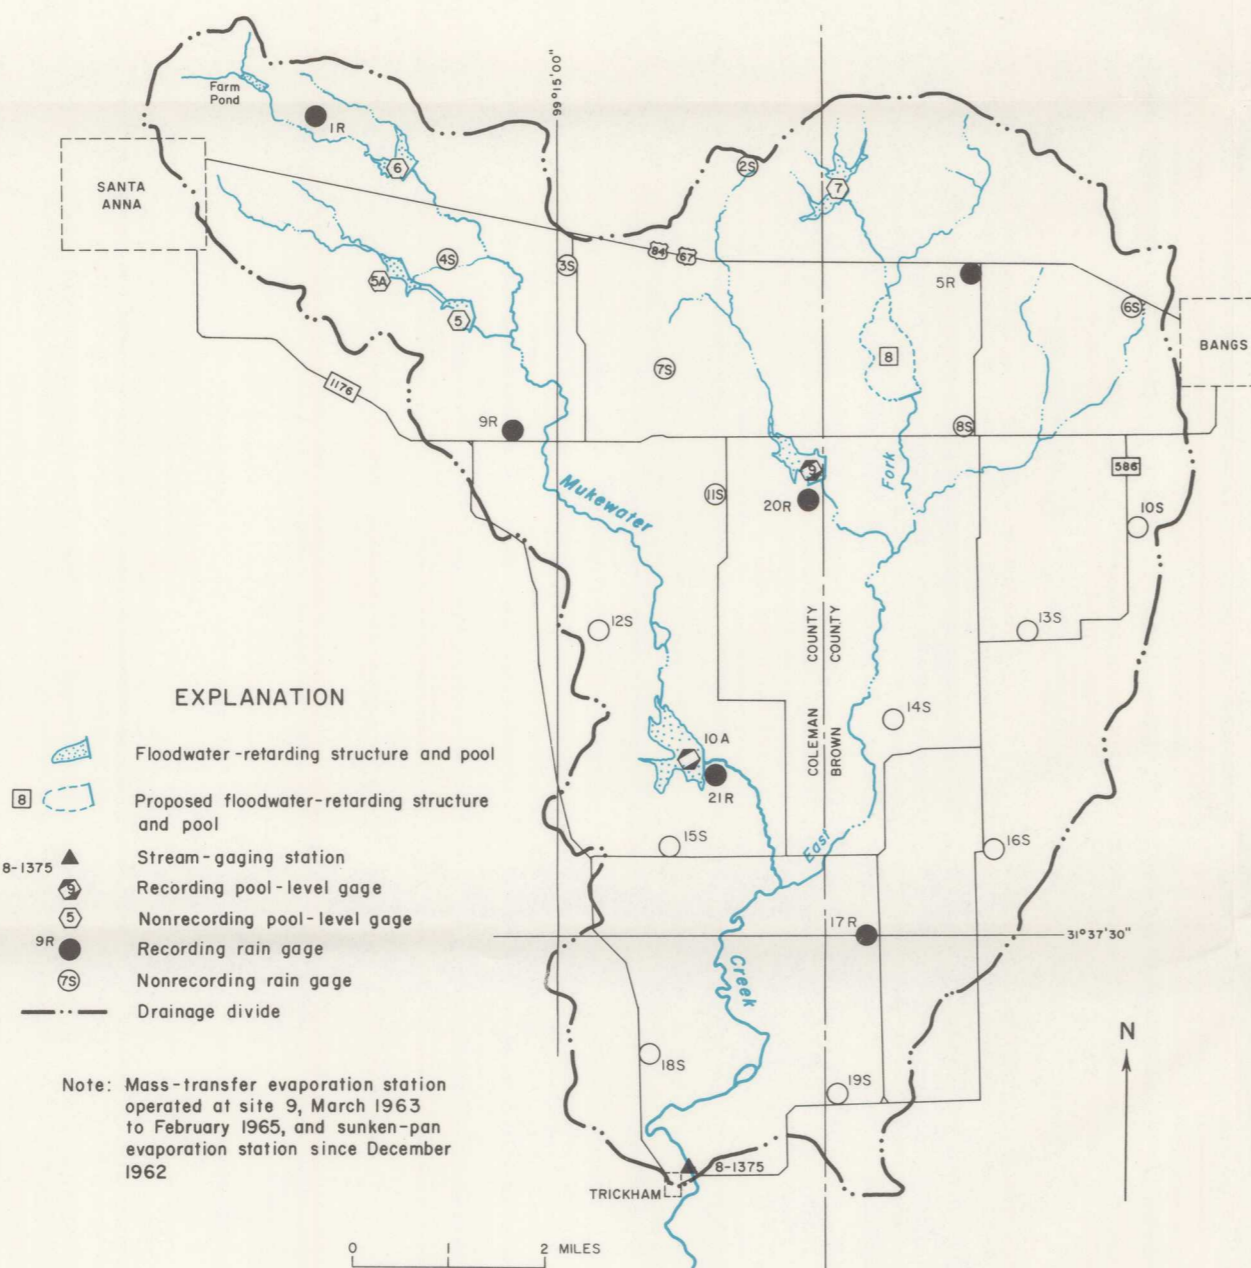 99°15'00"
Farm
Pond
1R
6
2S
7
SANTA
ANNA
4S
3S
84
67
5A
5R
5
6S
8
BANGS
7S
1176
9R
8S
9
586
Mukewater
Fork
11S
20R
10S
12S
13S
COLEMAN COUNTY
BROWN COUNTY
14S
10A
21R
15S
East
16S
17R
31°37'30"
Creek
18S
19S
8-1375
TRICKHAM
N
EXPLANATION
Floodwater-retarding structure and pool
8
Proposed floodwater-retarding structure
and pool
8-1375
Stream-gaging station
9
Recording pool-level gage
5
Nonrecording pool-level gage
9R
Recording rain gage
7S
Nonrecording rain gage
Drainage divide
Note: Mass-transfer evaporation station
operated at site 9, March 1963
to February 1965, and sunken-pan
evaporation station since December
1962
0 1 2 MILES